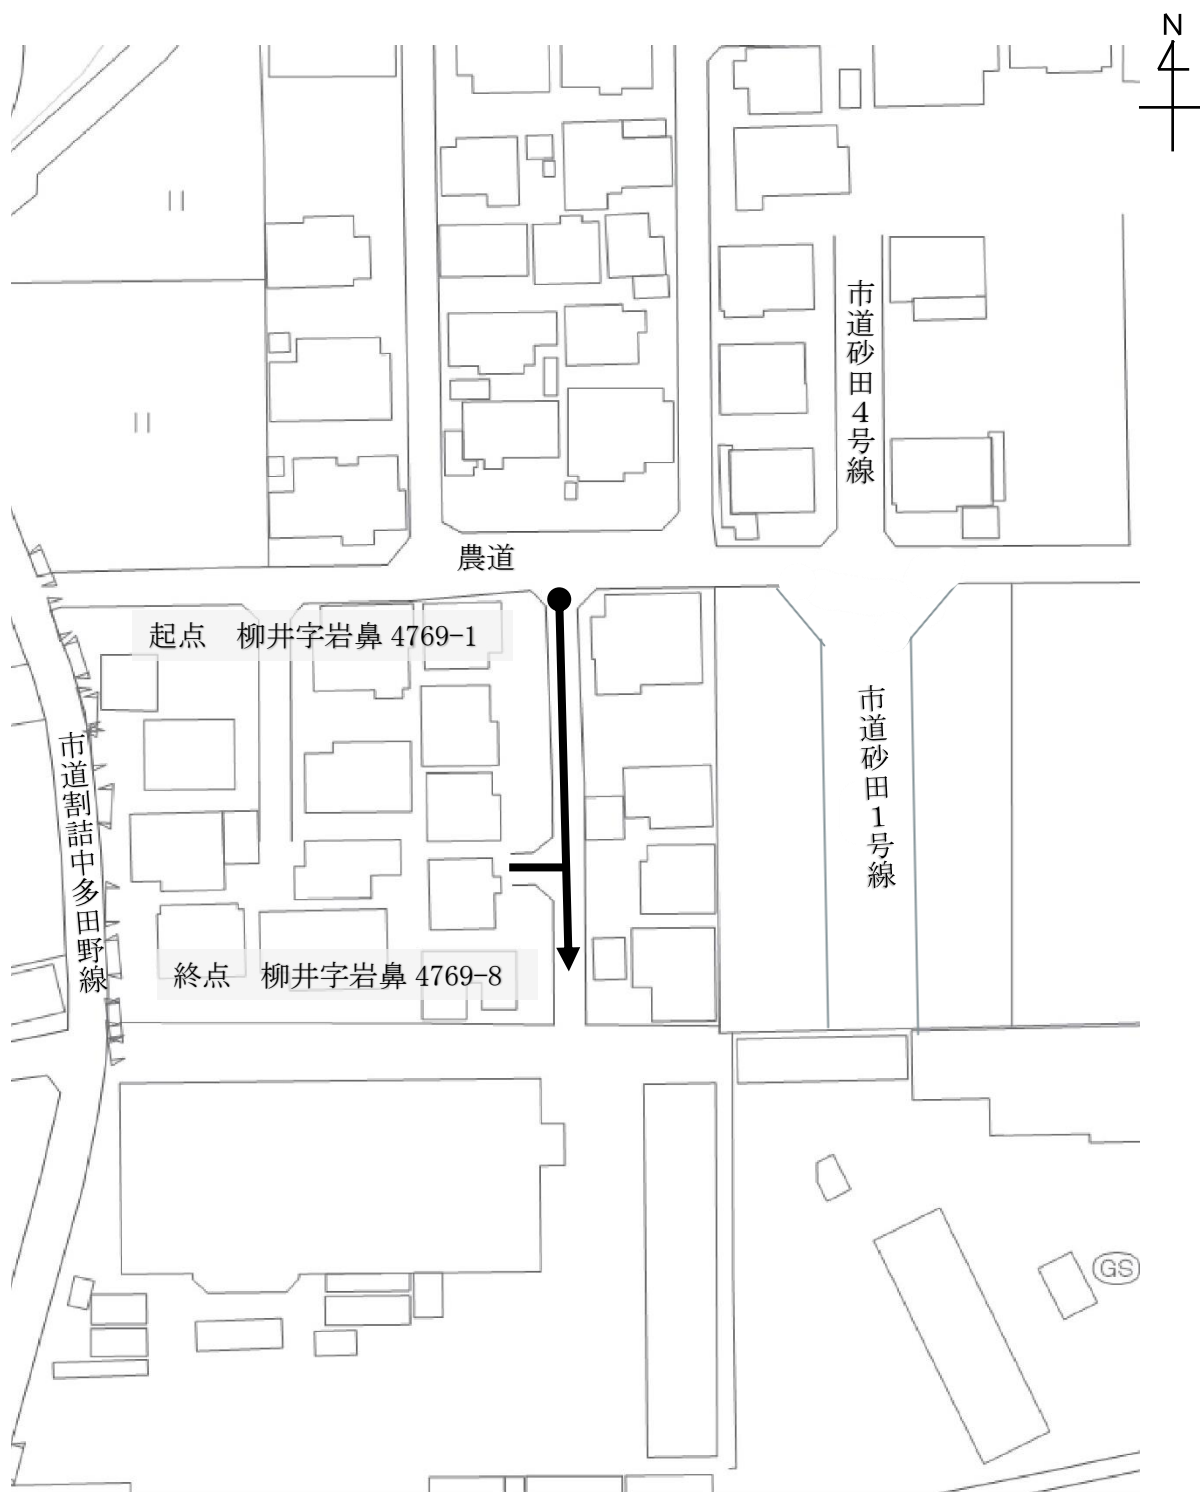 N
市道砂田4号線
農道
起点　柳井字岩鼻 4769-1
市道砂田1号線
市道割詰中多田野線
終点　柳井字岩鼻 4769-8
GS